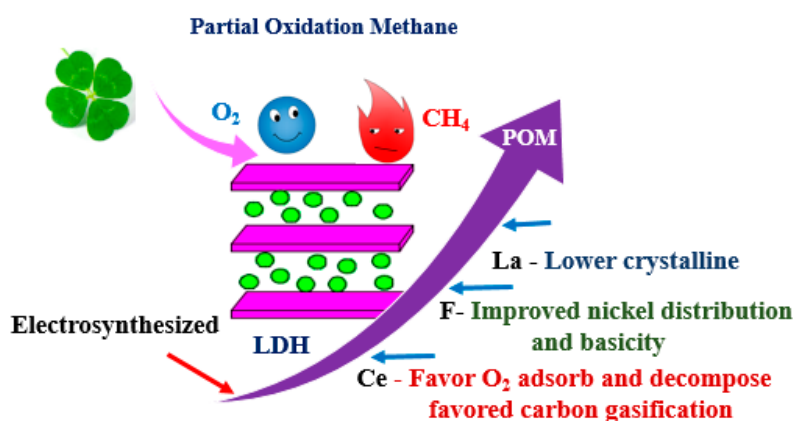 Partial Oxidation Methane
O₂
CH₄
POM
La - Lower crystalline
F- Improved nickel distribution
and basicity
Electrosynthesized
LDH
Ce - Favor O₂ adsorb and decompose
favored carbon gasification